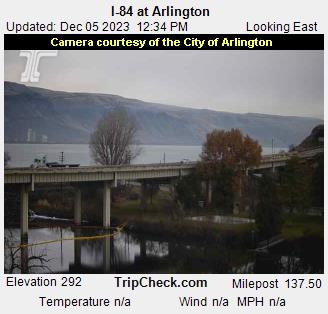 I-84 at Arlington
Updated: Dec 05 2023 12:34 PM Looking East
Camera courtesy of the City of Arlington
Elevation 292 TripCheck.com Milepost 137.50
Temperature n/a Wind n/a MPH n/a